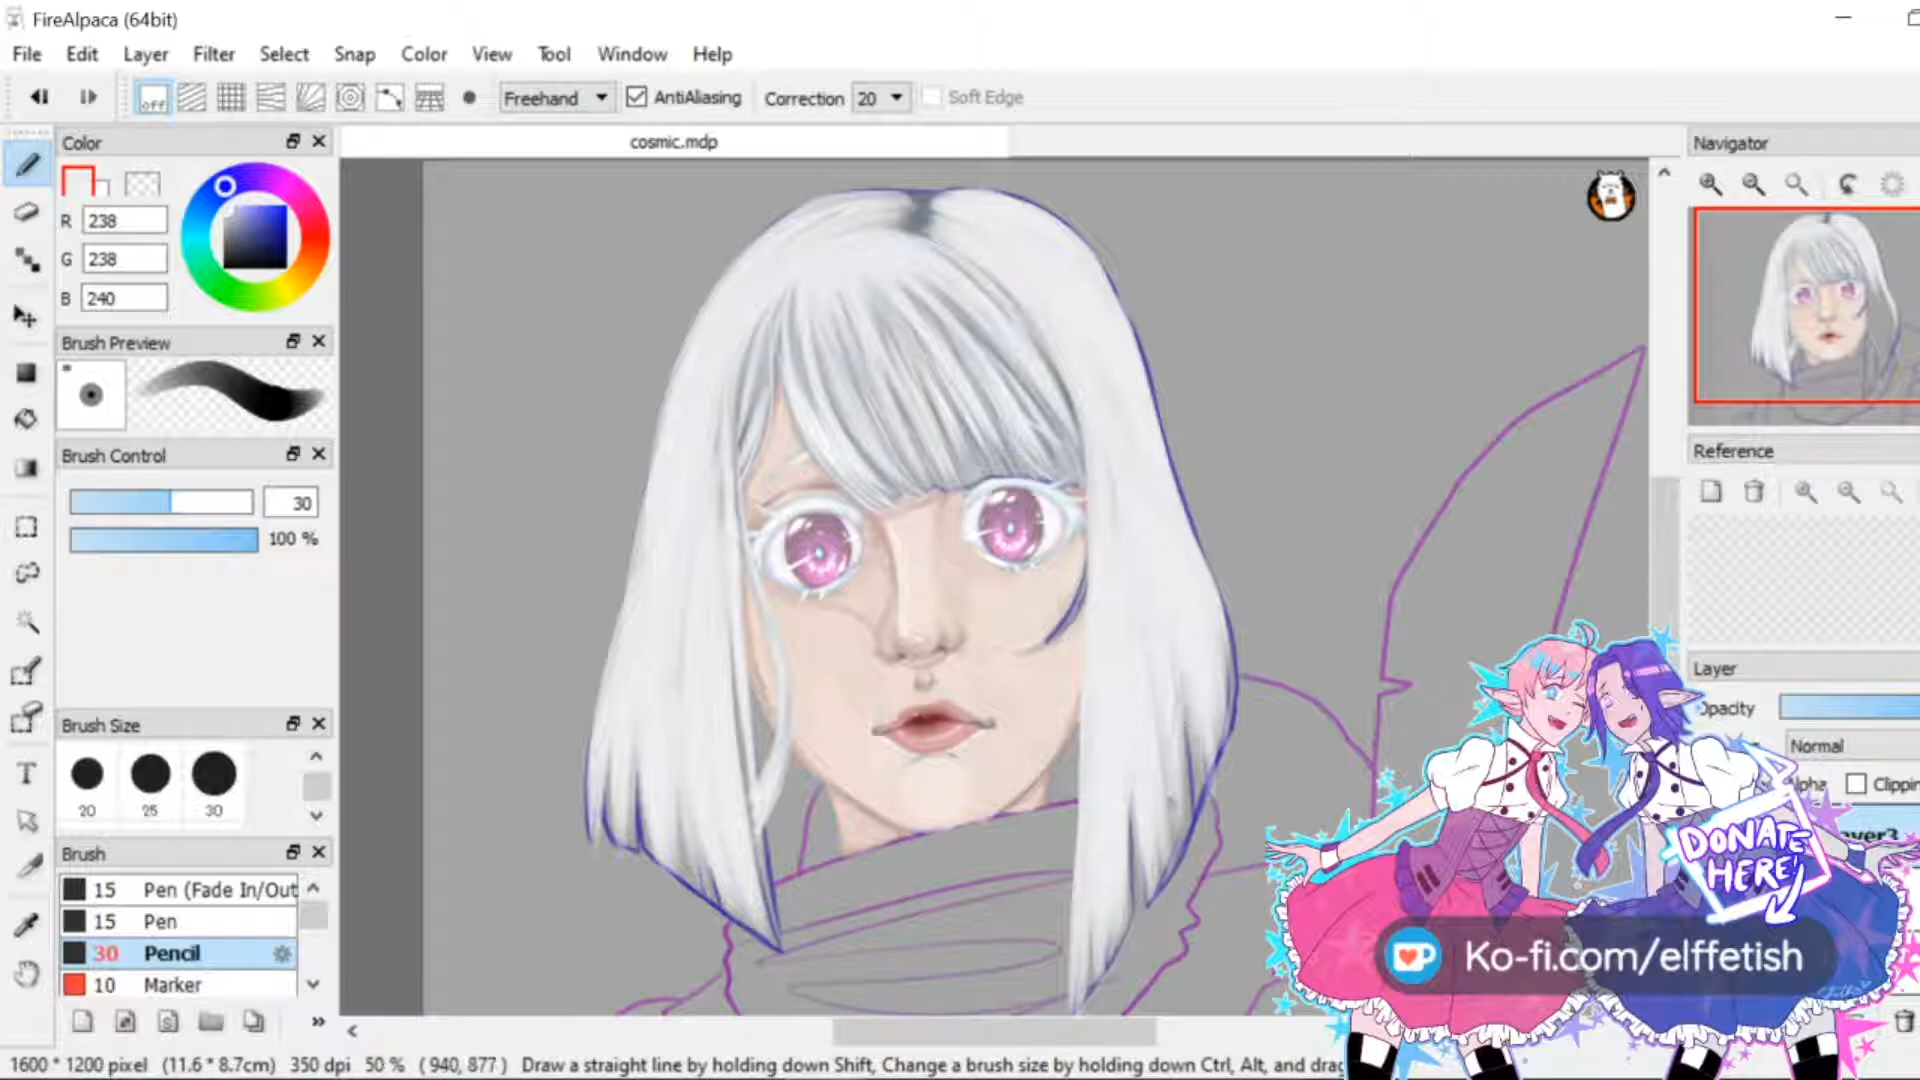 FireAlpaca (64bit)
File Edit Layer Filter Select Snap Color View Tool Window Help
off Freehand AntiAliasing Correction 20 Soft Edge
Color
cosmic.mdp
Navigator
R 238
G 238
B 240
Brush Preview
Brush Control
30
100 %
Reference
Layer
Opacity
Normal
Clippin
Brush Size
20 25 30
Brush
15 Pen (Fade In/Out
15 Pen
30 Pencil
10 Marker
T
DONATE
HERE!
Ko-fi.com/elffetish
1600 * 1200 pixel (11.6 * 8.7cm) 350 dpi 50 % ( 940, 877 ) Draw a straight line by holding down Shift, Change a brush size by holding down Ctrl, Alt, and drag